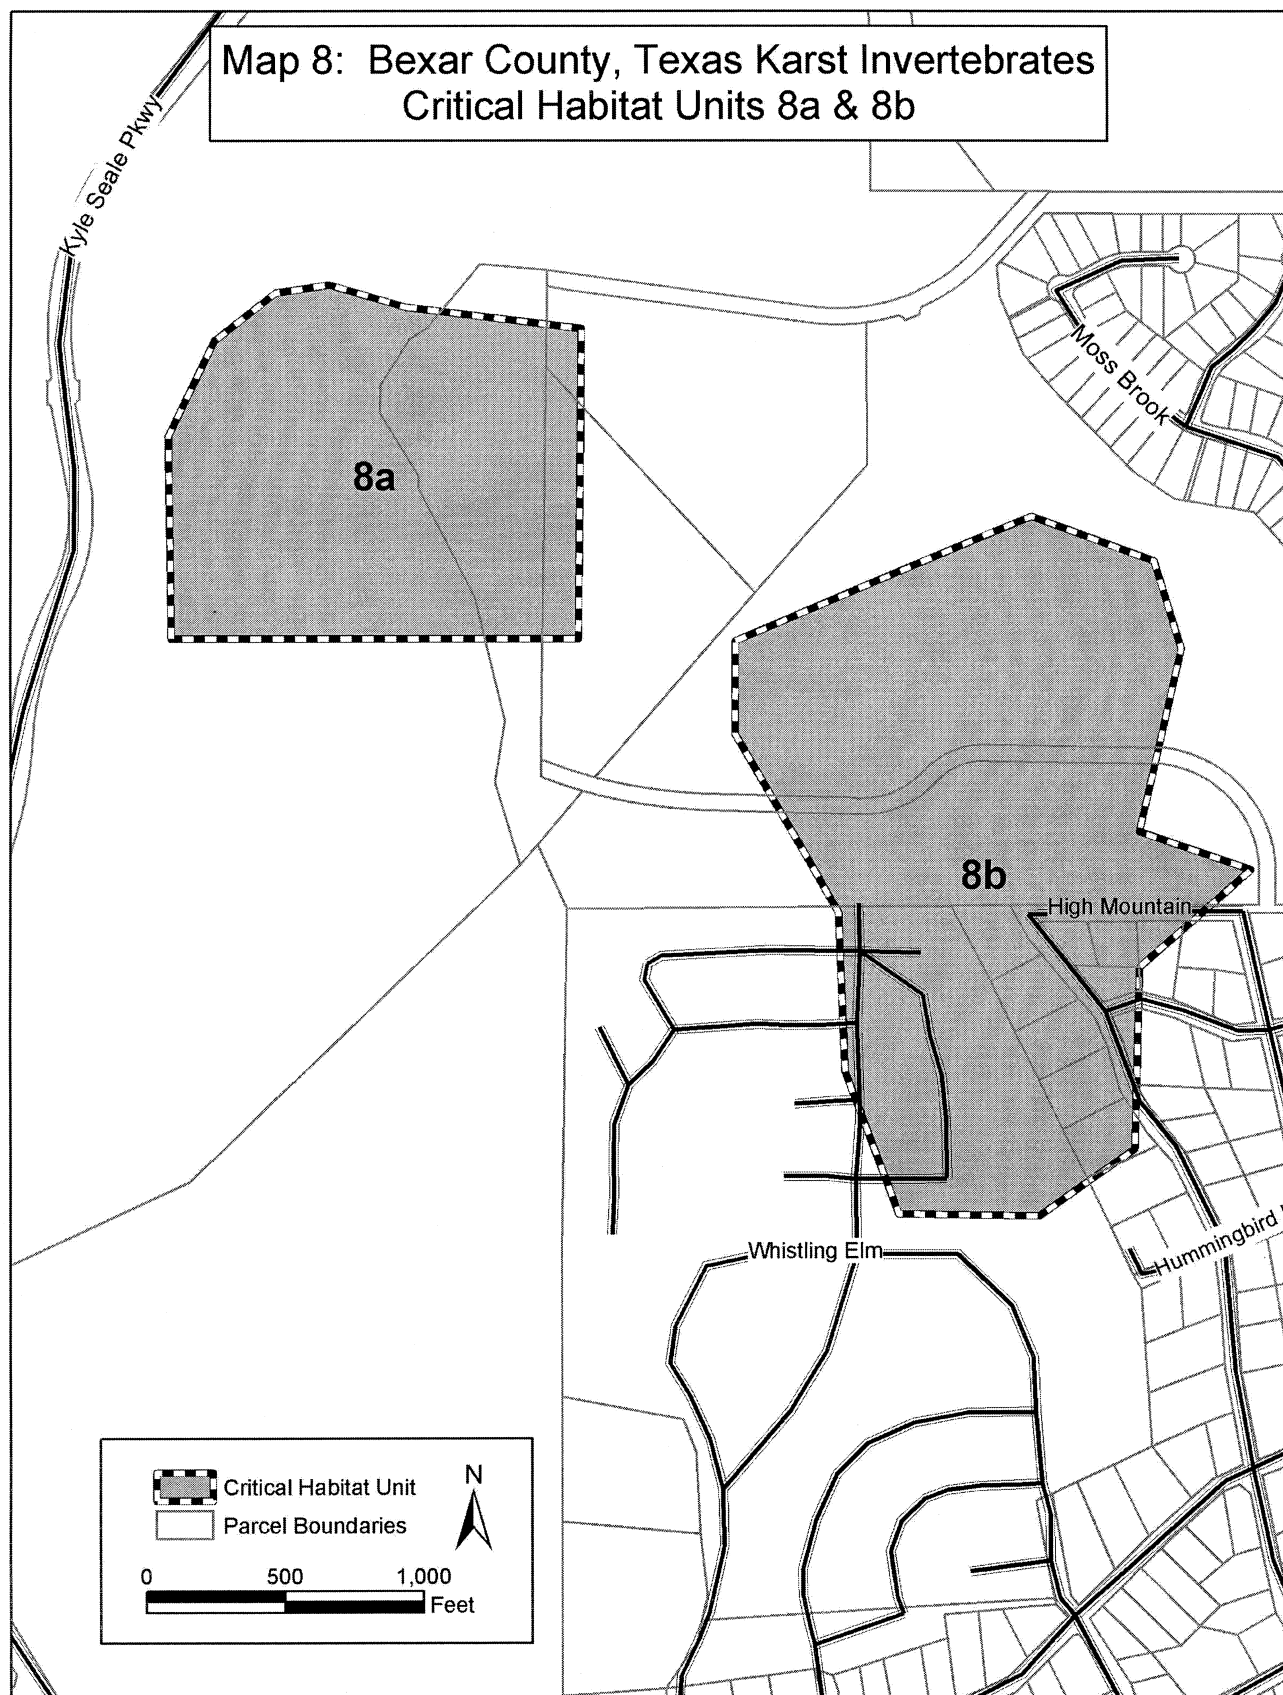 Map 8: Bexar County, Texas Karst Invertebrates
Critical Habitat Units 8a & 8b
Kyle Seale Pkwy
Moss Brook
8a
8b
High Mountain
Whistling Elm
Hummingbird
N
Critical Habitat Unit
Parcel Boundaries
0 500 1,000
Feet